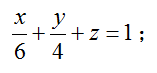 x/6 + y/4 + z = 1 ;